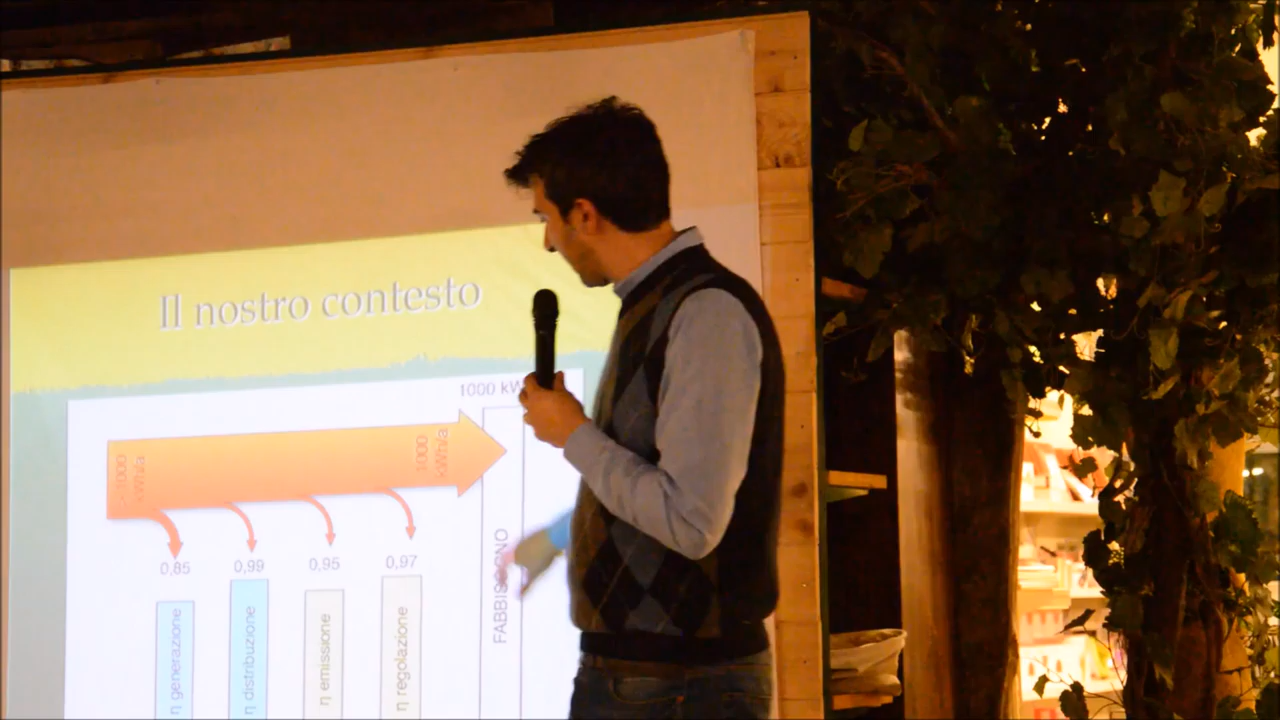 Il nostro contesto
1000 kW
1000
kWh/a
1000
kWh/a
0,85
0,99
0,95
0,97
η generazione
η distribuzione
η emissione
η regolazione